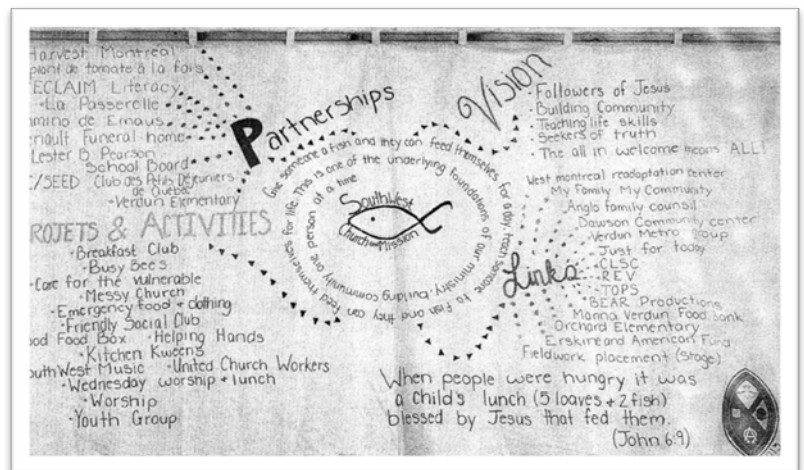 Partnerships
Harvest Montreal
plant de tomate à la fois
ECLAIM Literacy
•La Passerelle
mino de Emaus
Funeral home
Lester B Pearson
School Board
/SEED Club des Petits Déjeuniers
de Québec
•Verdun Elementary
ROJETS & ACTIVITIES
•Breakfast Club
•Busy Bees
•Care for the vulnerable
•Messy Church
•Emergency food + clothing
•Friendly Social Club
ood Food Box •Helping Hands
•Kitchen Kweens
outhWest Music •United Church Workers
•Wednesday worship + lunch
•Worship
•Youth Group
Give someone a fish and they can feed themselves for a day, teach someone to fish and they can feed themselves for life. This is one of the underlying foundations of our ministry, building community one person at a time.
SouthWest
Church Mission
Vision
•Followers of Jesus
•Building Community
•Teaching life skills
Seekers of truth
•The all in welcome means ALL!
Links
West montreal readaptation center
My Family My Community
Anglo family counsil
Dawson Community center
Verdun Metro group
Just for today
•CLSC
•REV
•TOPS
•BEAR Productions
Manna Verdun Food bank
Orchard Elementary
Erskine and American Fund
Fieldwork placement (Stage)
When people were hungry it was
a child's lunch (5 loaves + 2 fish)
blessed by Jesus that fed them.
(John 6:9)